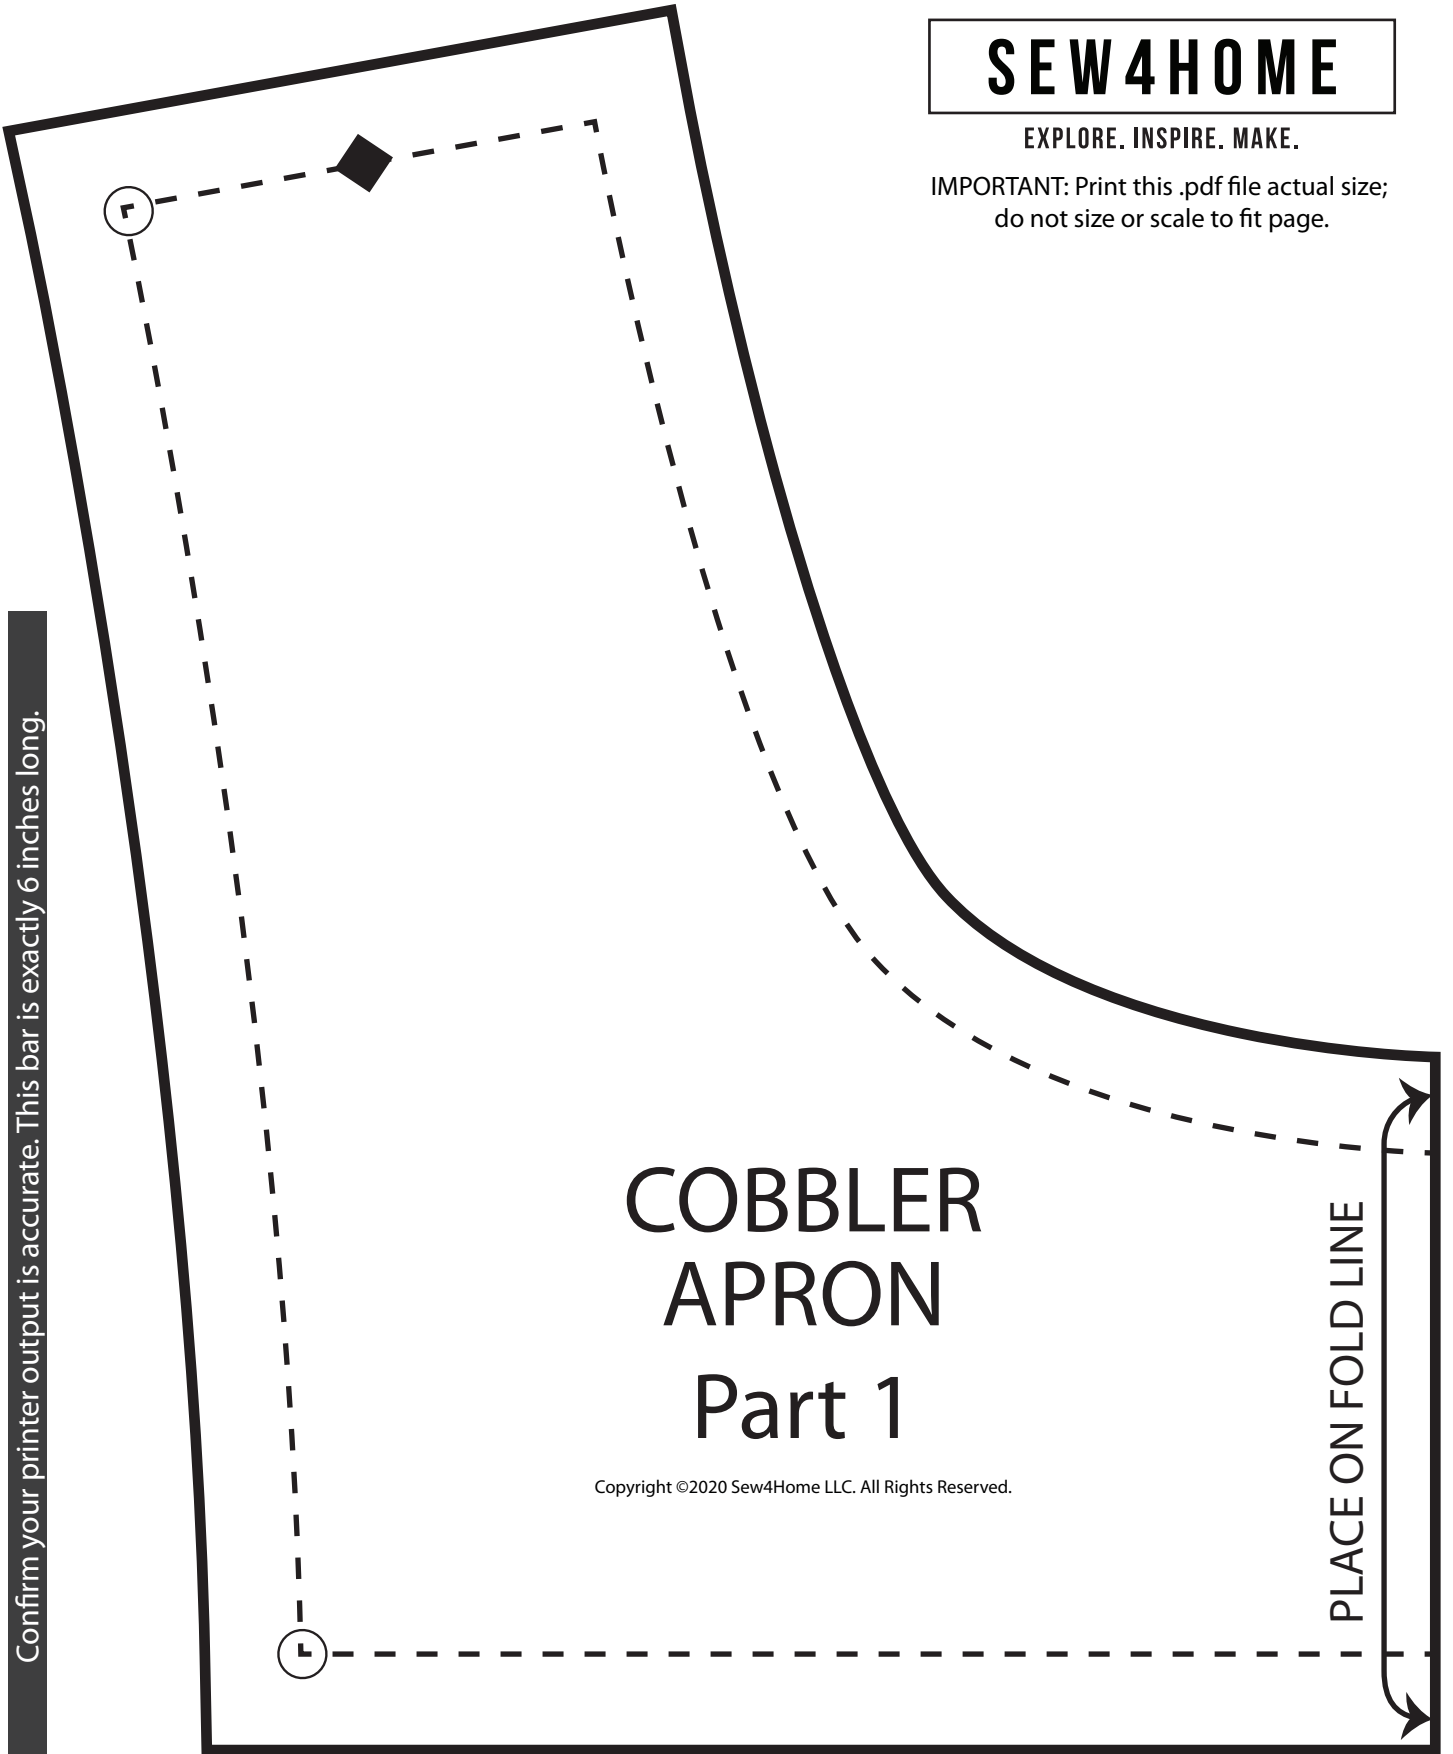 SEW4HOME
EXPLORE. INSPIRE. MAKE.
IMPORTANT: Print this .pdf file actual size;
do not size or scale to fit page.
Confirm your printer output is accurate. This bar is exactly 6 inches long.
COBBLER
APRON
Part 1
Copyright ©2020 Sew4Home LLC. All Rights Reserved.
PLACE ON FOLD LINE